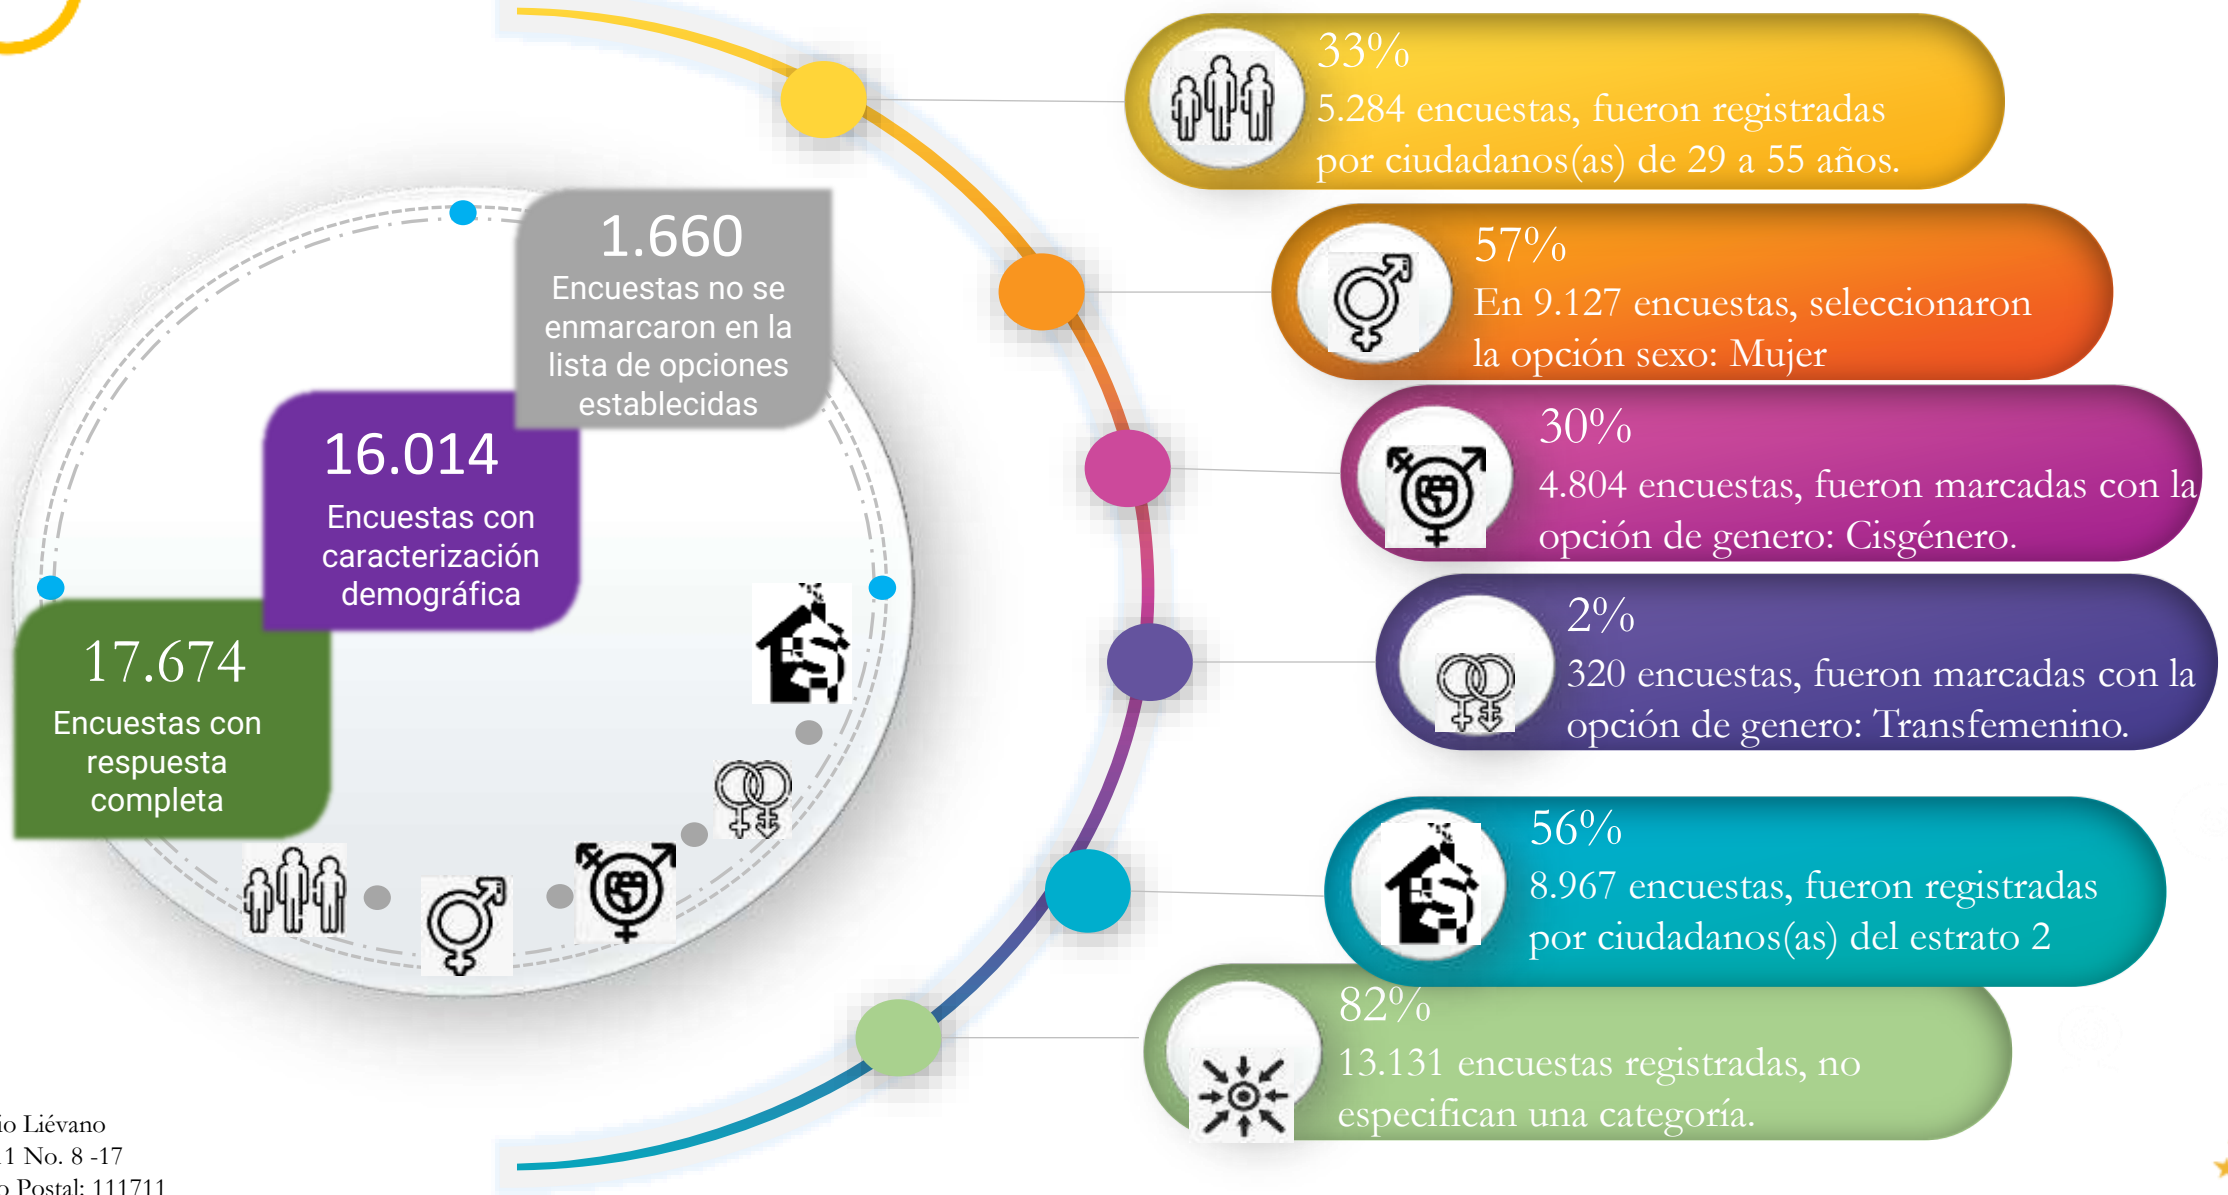 1.660
Encuestas no se
enmarcaron en la
lista de opciones
establecidas
16.014
Encuestas con
caracterización
demográfica
17.674
Encuestas con
respuesta
completa
33%
5.284 encuestas, fueron registradas
por ciudadanos(as) de 29 a 55 años.
57%
En 9.127 encuestas, seleccionaron
la opción sexo: Mujer
30%
4.804 encuestas, fueron marcadas con la
opción de genero: Cisgénero.
2%
320 encuestas, fueron marcadas con la
opción de genero: Transfemenino.
56%
8.967 encuestas, fueron registradas
por ciudadanos(as) del estrato 2
82%
13.131 encuestas registradas, no
especifican una categoría.
io Liévano
11 No. 8 -17
o Postal: 111711